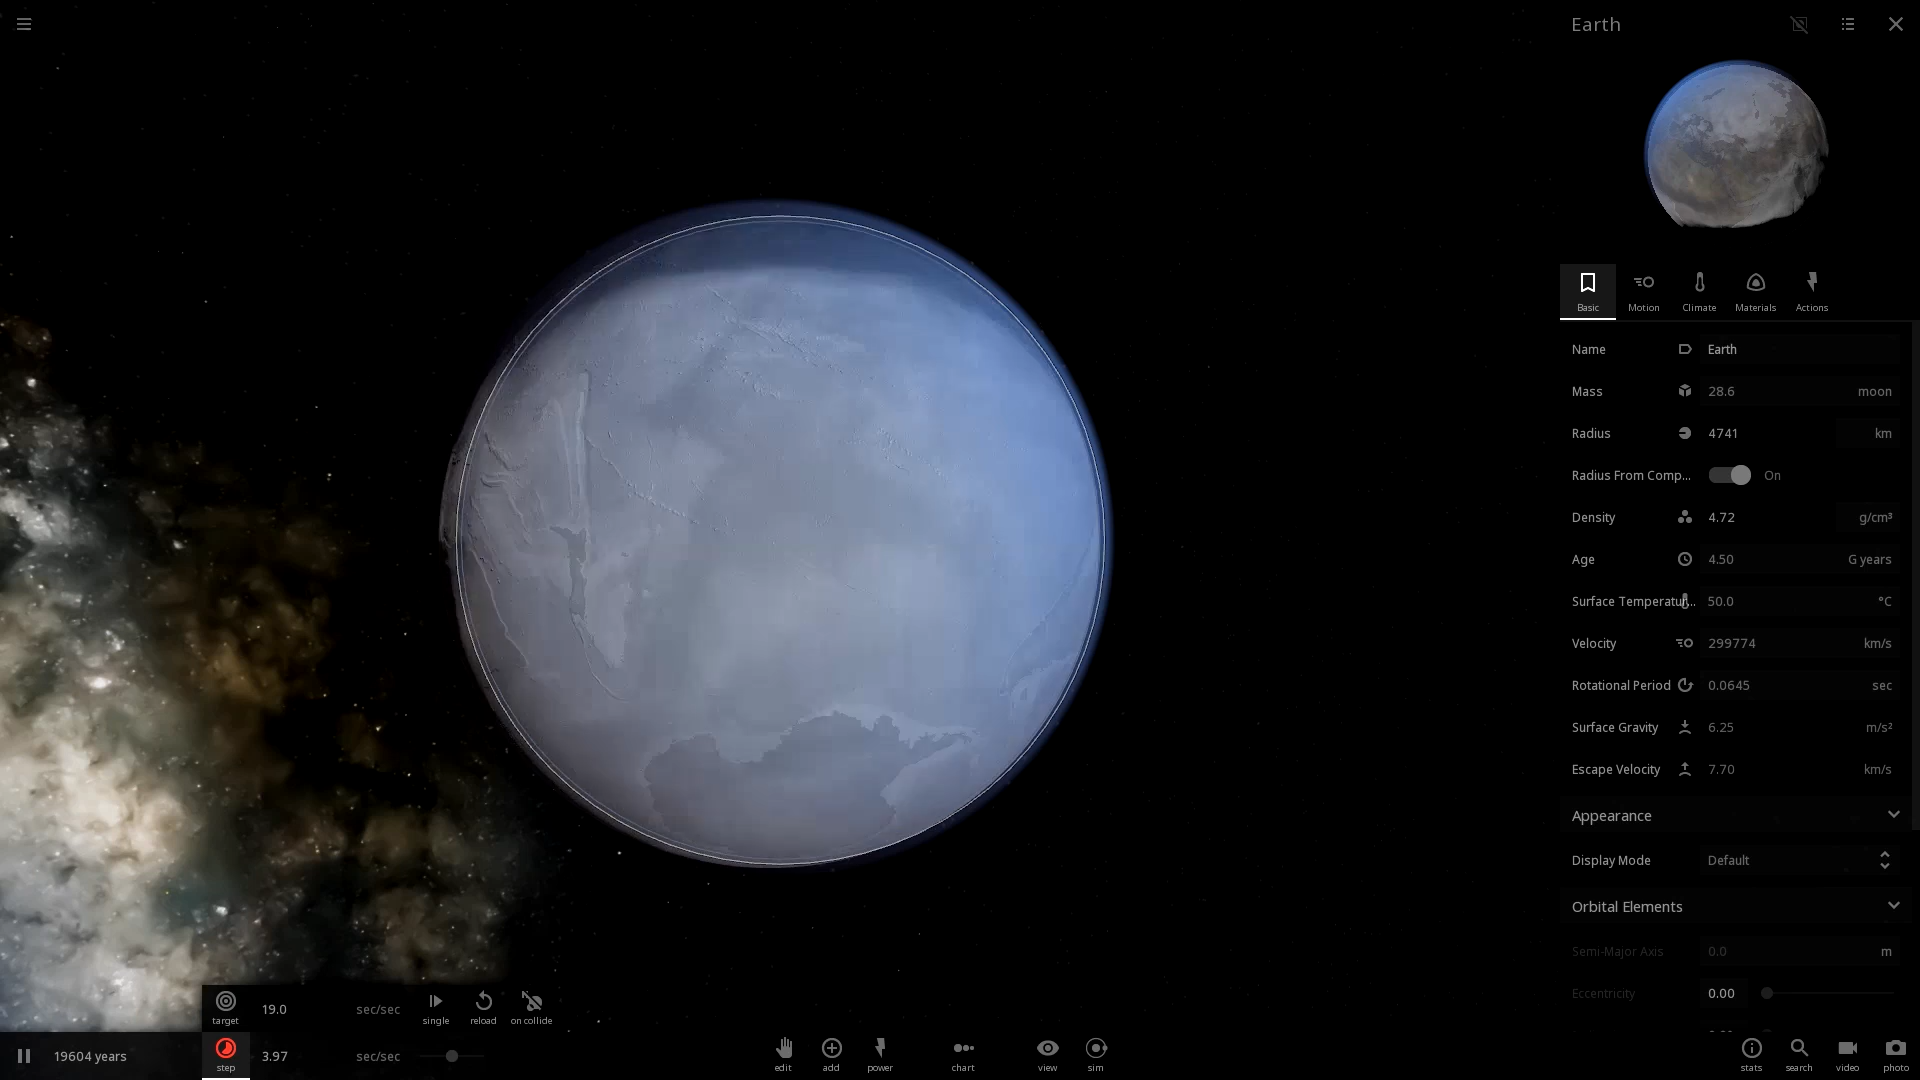 Earth
Basic Motion Climate Materials Actions
Name Earth
Mass 28.6 moon
Radius 4741 km
Radius From Comp... On
Density 4.72 g/cm³
Age 4.50 G years
Surface Temperatur... 50.0 °C
Velocity 299774 km/s
Rotational Period 0.0645 sec
Surface Gravity 6.25 m/s²
Escape Velocity 7.70 km/s
Appearance
Display Mode Default
Orbital Elements
Semi-Major Axis 0.0 m
Eccentricity 0.00
target 19.0 sec/sec single reload on collide
19604 years step 3.97 sec/sec edit add power chart view sim stats search video photo